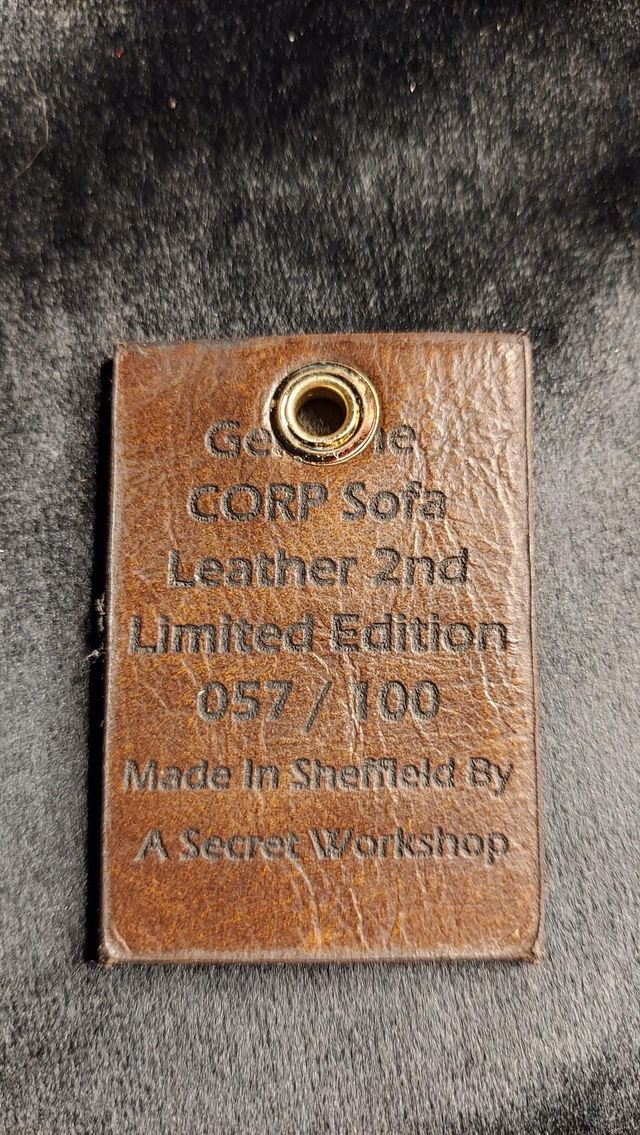 CORP Sofa
Leather 2nd
Limited Edition
057 / 100
Made In Sheffield By
A Secret Workshop